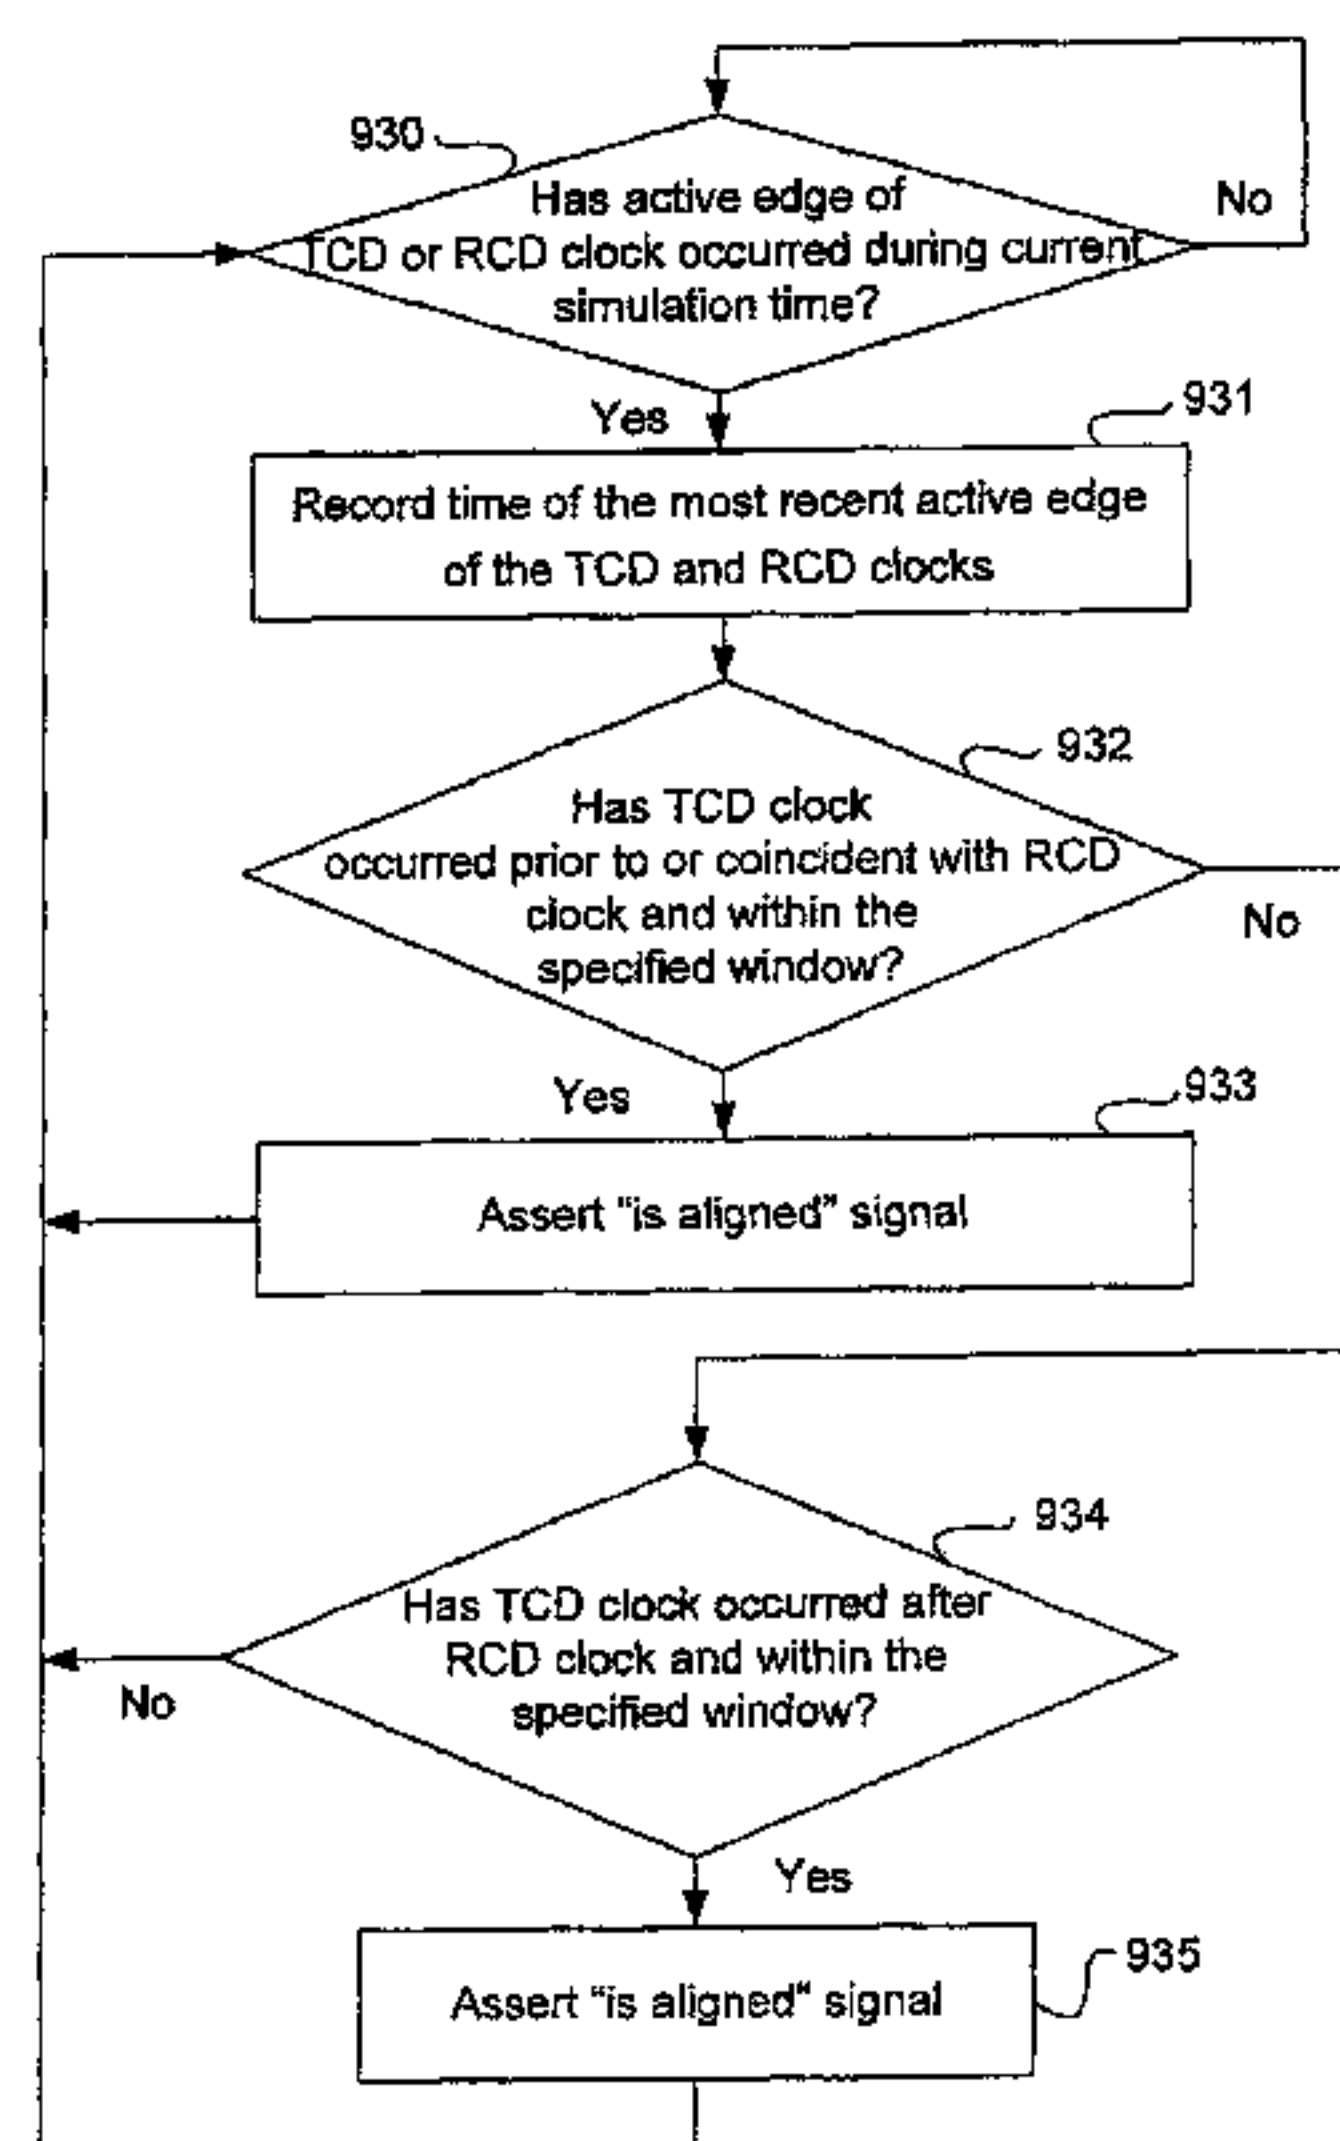 930
Has active edge of
TCD or RCD clock occurred during current
simulation time?
No
Yes
931
Record time of the most recent active edge
of the TCD and RCD clocks
932
Has TCD clock
occurred prior to or coincident with RCD
clock and within the
specified window?
No
Yes
933
Assert “is aligned” signal
934
Has TCD clock occurred after
RCD clock and within the
specified window?
No
Yes
935
Assert “is aligned” signal